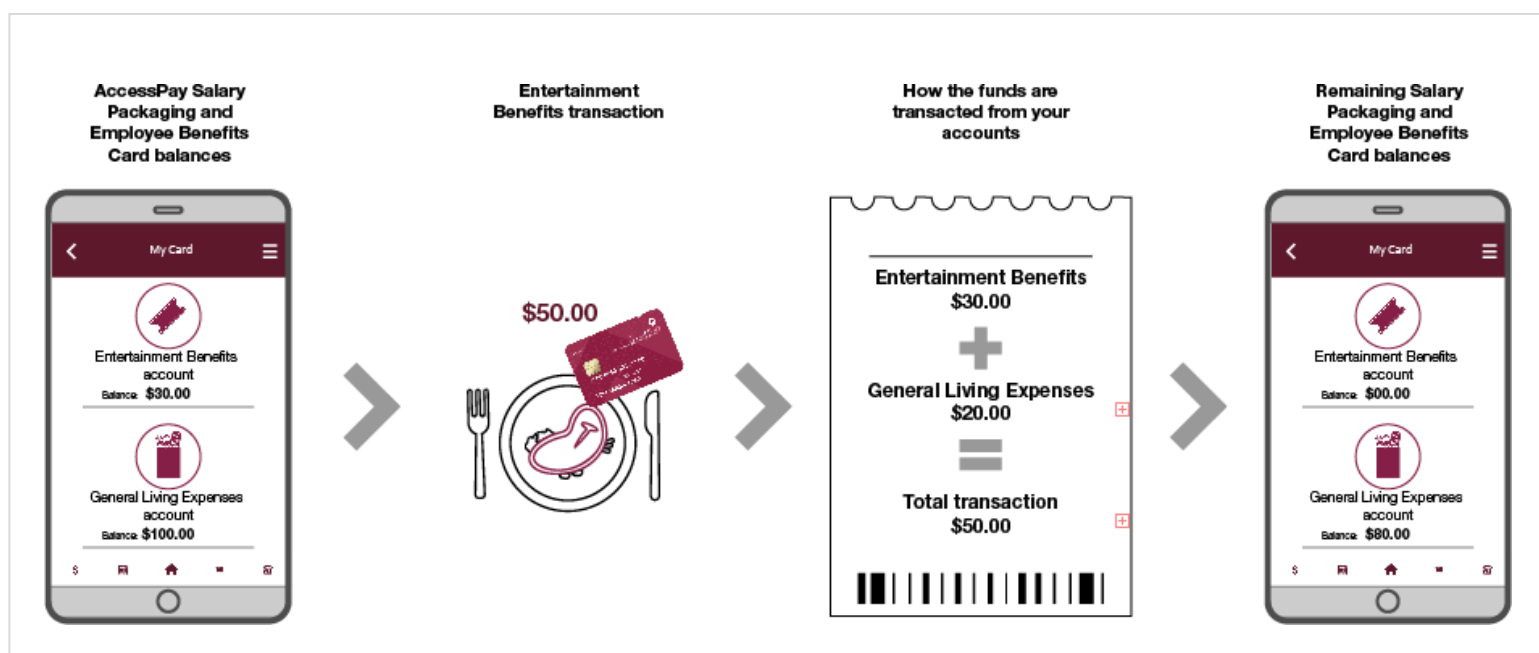 AccessPay Salary
Packaging and
Employee Benefits
Card balances
My Card
Entertainment Benefits
account
Balance: $30.00
General Living Expenses
account
Balance: $100.00
Entertainment
Benefits transaction
$50.00
How the funds are
transacted from your
accounts
Entertainment Benefits
$30.00
+
General Living Expenses
$20.00
=
Total transaction
$50.00
Remaining Salary
Packaging and
Employee Benefits
Card balances
My Card
Entertainment Benefits
account
Balance: $00.00
General Living Expenses
account
Balance: $80.00